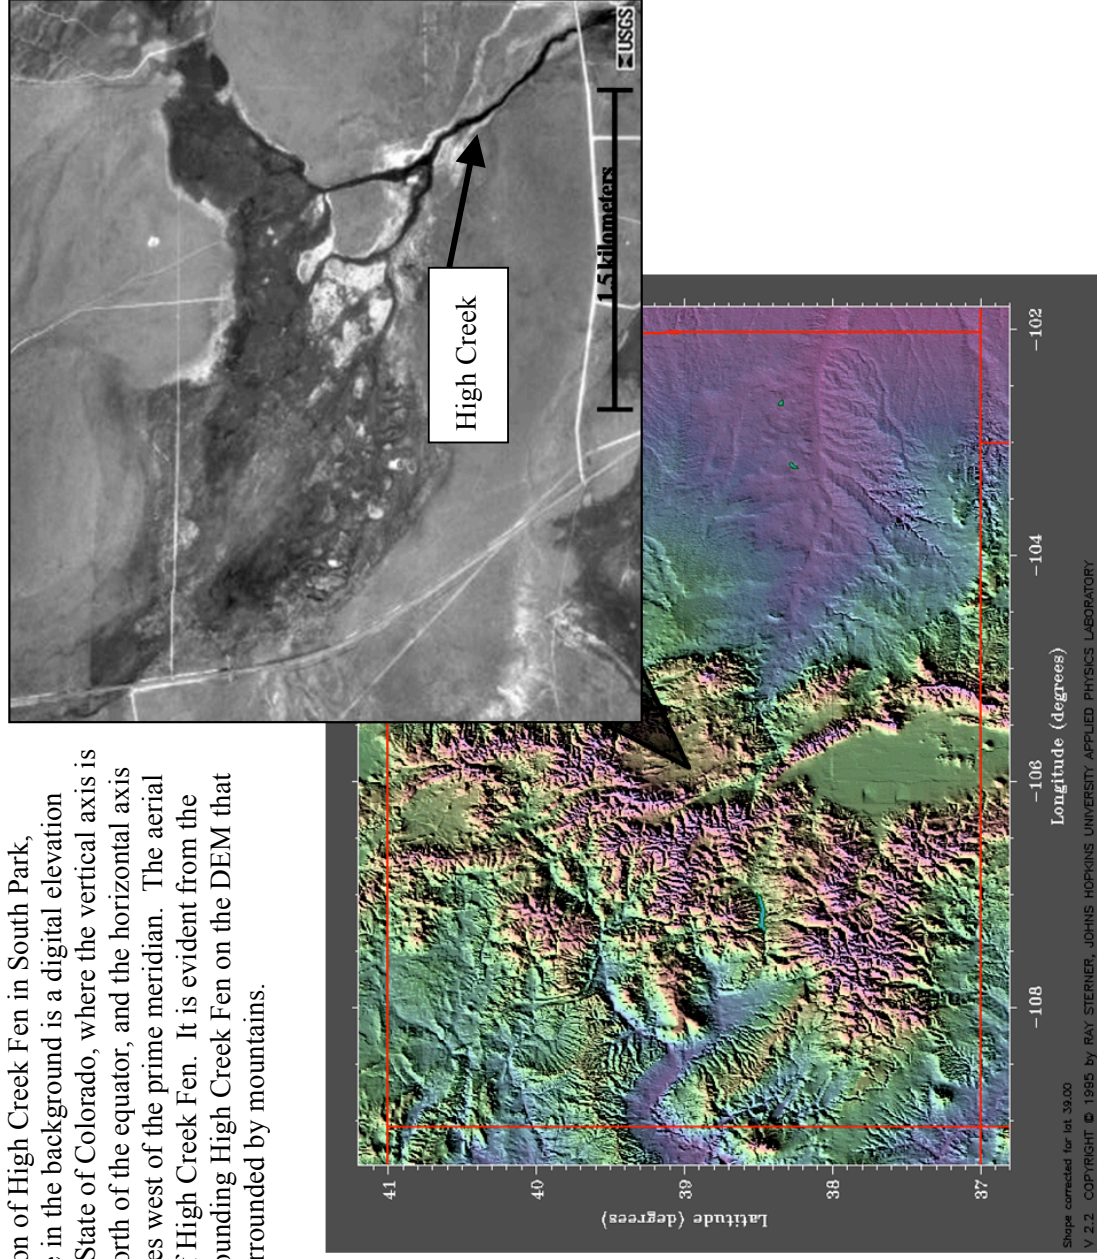 on of High Creek Fen in South Park,
e in the background is a digital elevation
State of Colorado, where the vertical axis is
orth of the equator, and the horizontal axis
es west of the prime meridian. The aerial
f High Creek Fen. It is evident from the
ounding High Creek Fen on the DEM that
rrounded by mountains.
USGS
High Creek
1.5 kilometers
41
40
39
38
37
Latitude (degrees)
-108
-106
-104
-102
Longitude (degrees)
Shape corrected for lat 39.00
V 2.2 COPYRIGHT © 1995 by RAY STERNER, JOHNS HOPKINS UNIVERSITY APPLIED PHYSICS LABORATORY